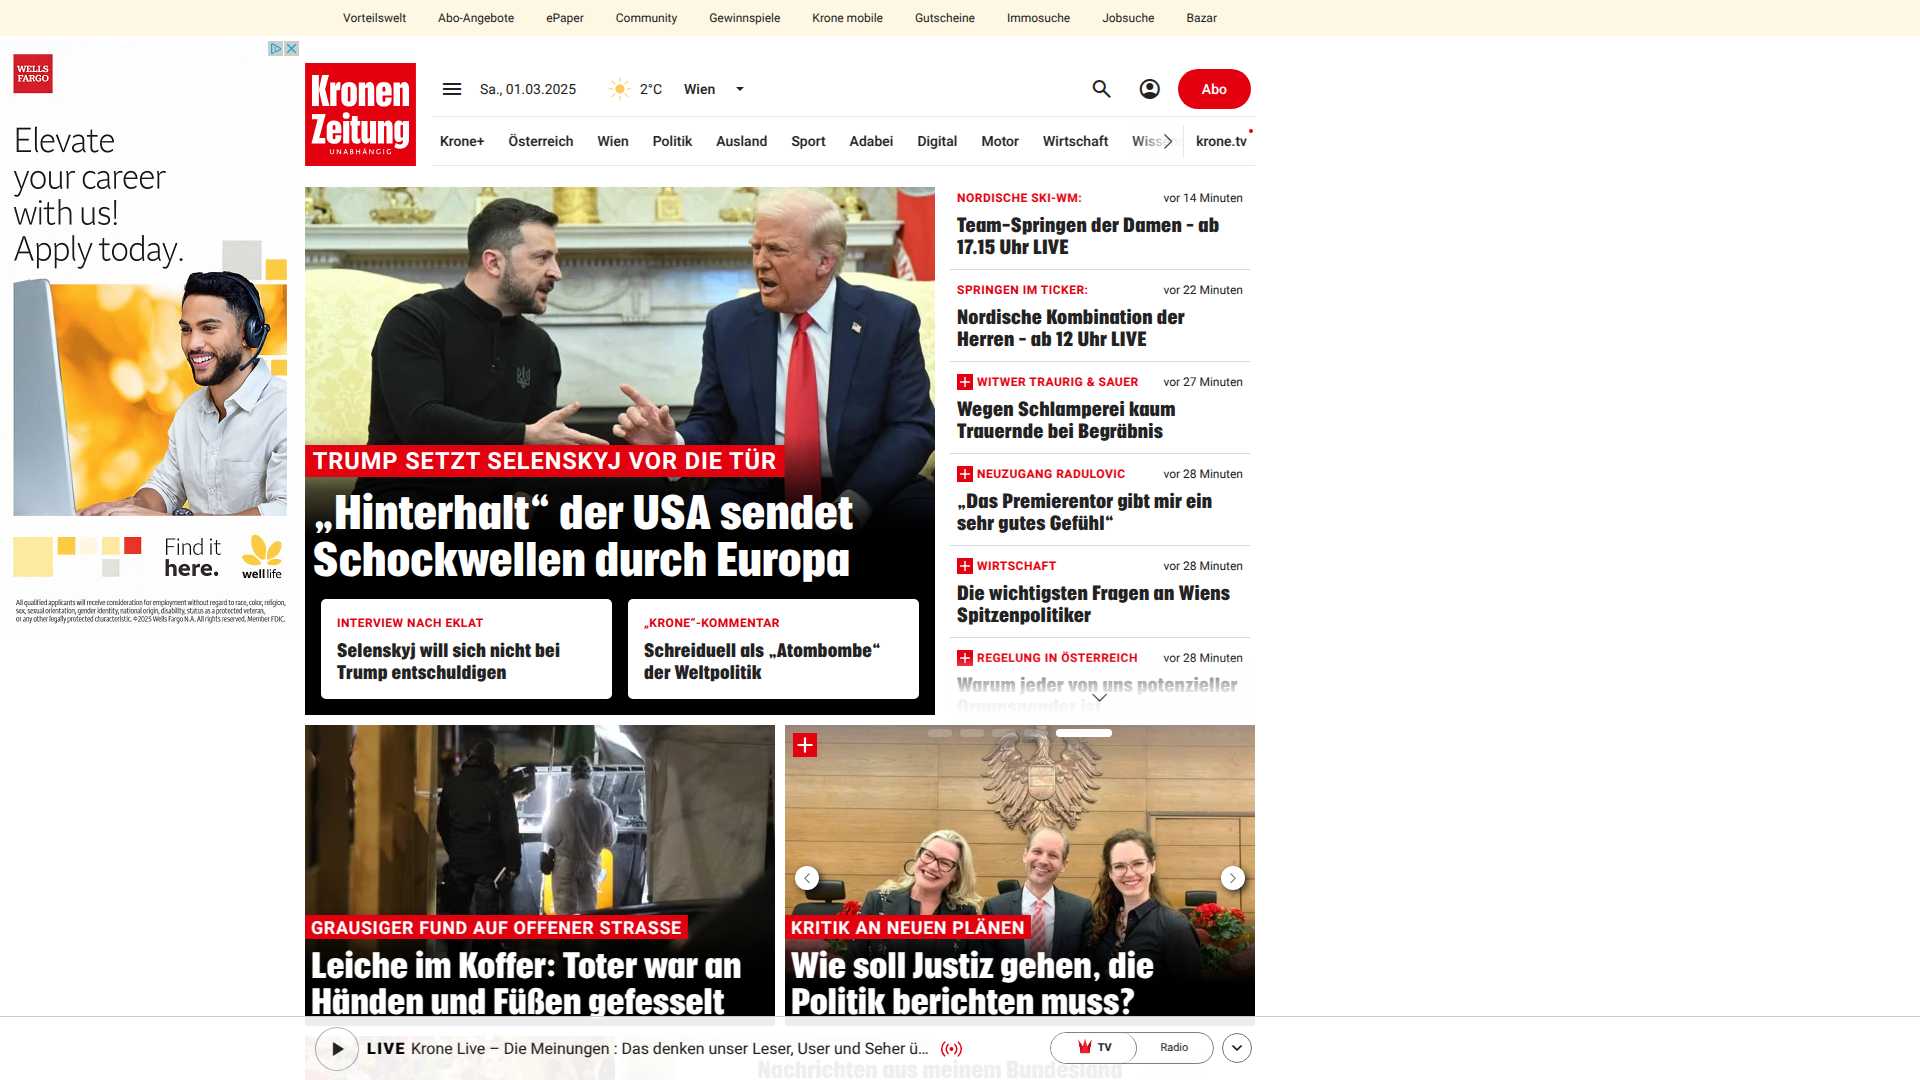 Vorteilswelt
Abo-Angebote
ePaper
Community
Gewinnspiele
Krone mobile
Gutscheine
Immosuche
Jobsuche
Bazar
WELLS
FARGO
Elevate
your career
with us!
Apply today.
Find it
here.
welllife
All qualified applicants will receive consideration for employment without regard to race, color, religion,
sex, sexual orientation, gender identity, national origin, disability, status as a protected veteran,
or any other legally protected characteristic. ©2025 Wells Fargo N.A. All rights reserved. Member FDIC.
Kronen
Zeitung
UNABHÄNGIG
Sa., 01.03.2025
2°C
Wien
Abo
Krone+
Österreich
Wien
Politik
Ausland
Sport
Adabei
Digital
Motor
Wirtschaft
Wiss
krone.tv
TRUMP SETZT SELENSKYJ VOR DIE TÜR
„Hinterhalt“ der USA sendet
Schockwellen durch Europa
INTERVIEW NACH EKLAT
Selenskyj will sich nicht bei
Trump entschuldigen
„KRONE“-KOMMENTAR
Schreiduell als „Atombombe“
der Weltpolitik
NORDISCHE SKI-WM: vor 14 Minuten
Team-Springen der Damen – ab
17.15 Uhr LIVE
SPRINGEN IM TICKER: vor 22 Minuten
Nordische Kombination der
Herren – ab 12 Uhr LIVE
WITWER TRAURIG & SAUER vor 27 Minuten
Wegen Schlamperei kaum
Trauernde bei Begräbnis
NEUZUGANG RADULOVIC vor 28 Minuten
„Das Premierentor gibt mir ein
sehr gutes Gefühl“
WIRTSCHAFT vor 28 Minuten
Die wichtigsten Fragen an Wiens
Spitzenpolitiker
REGELUNG IN ÖSTERREICH vor 28 Minuten
Warum jeder von uns potenzieller
Organspender ist
GRAUSIGER FUND AUF OFFENER STRASSE
Leiche im Koffer: Toter war an
Händen und Füßen gefesselt
KRITIK AN NEUEN PLÄNEN
Wie soll Justiz gehen, die
Politik berichten muss?
LIVE Krone Live – Die Meinungen : Das denken unser Leser, User und Seher ü...
TV
Radio
Nachrichten aus meinem Bundesland